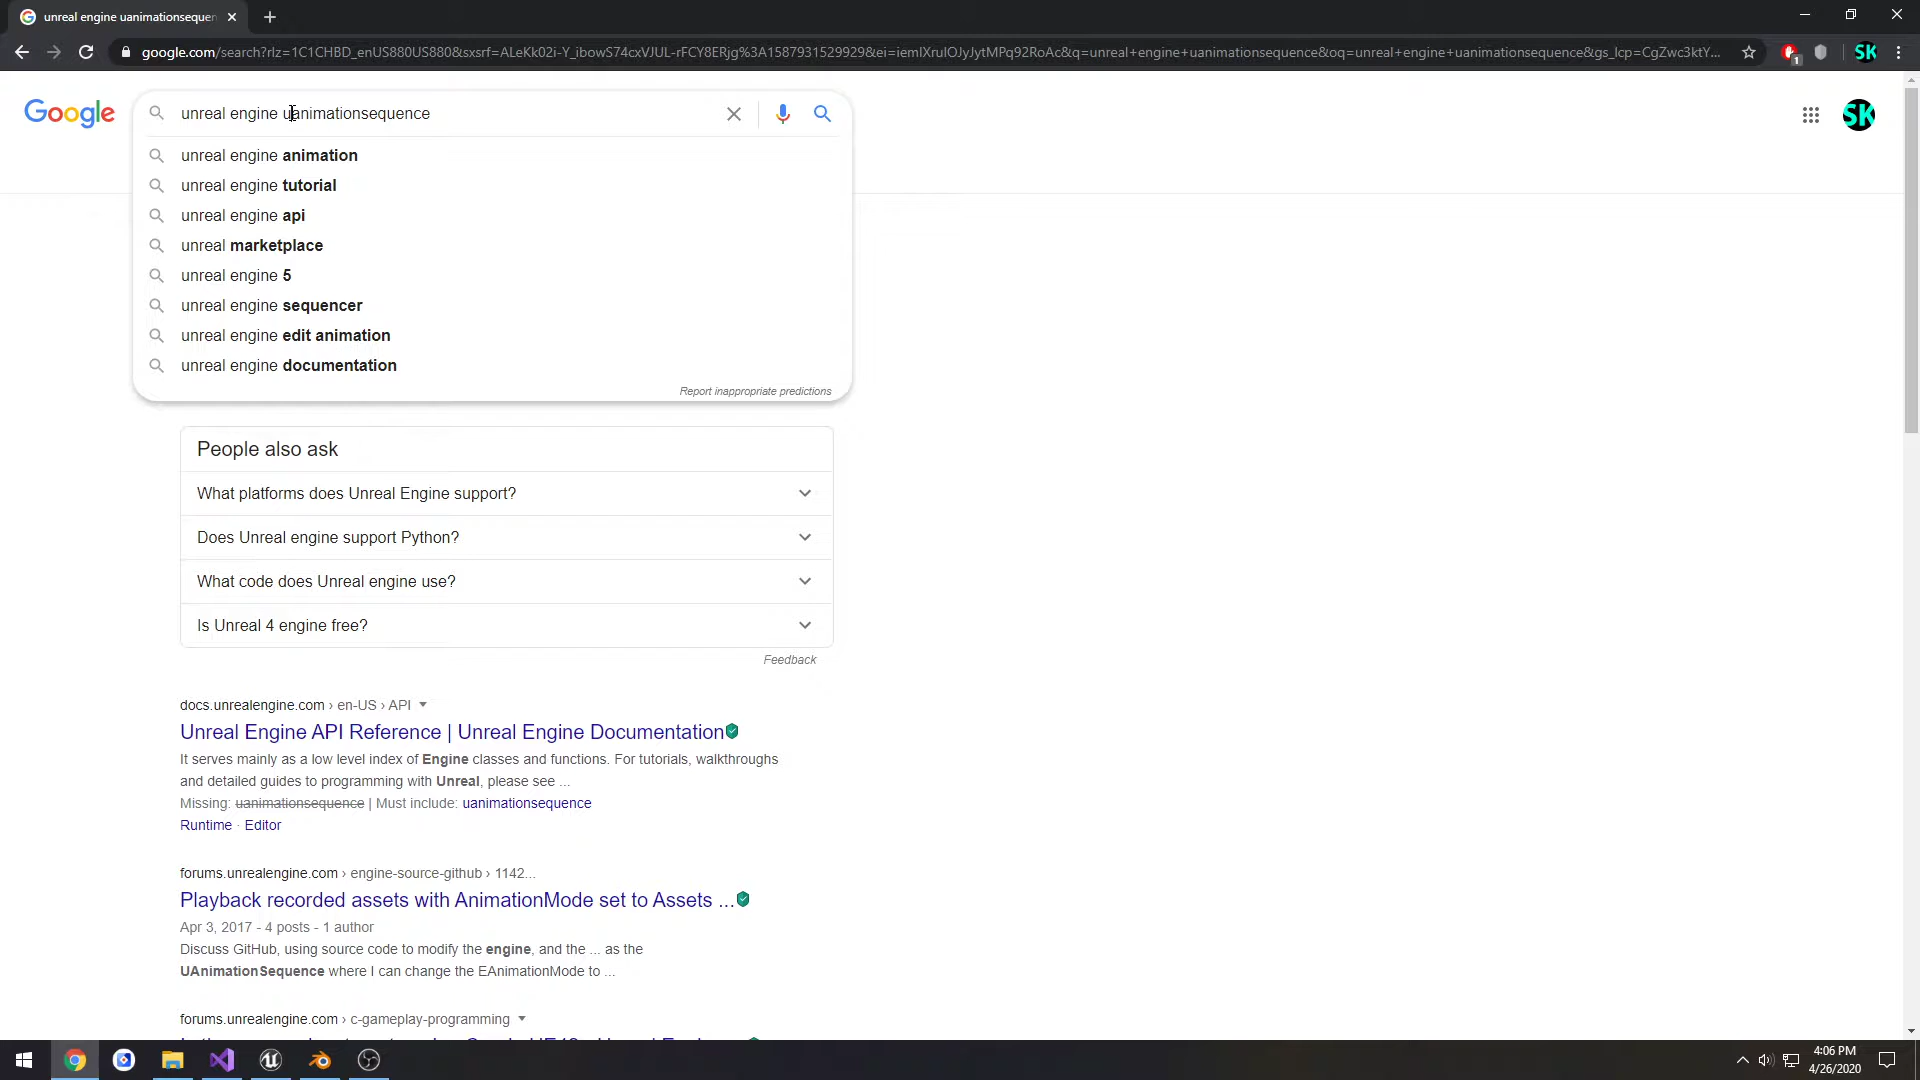 unreal engine uanimationsequen
google.com/search?rlz=1C1CHBD_enUS880US880&sxsrf=ALeKk02i-Y_ibowS74cxVJUL-rFCY8ERjg%3A1587931529929&ei=iemlXruIOJyJytMPq92RoAc&q=unreal+engine+uanimationsequence&oq=unreal+engine+uanimationsequence&gs_lcp=CgZwc3ktY...
1
SK
Google
unreal engine uanimationsequence
SK
unreal engine animation
unreal engine tutorial
unreal engine api
unreal marketplace
unreal engine 5
unreal engine sequencer
unreal engine edit animation
unreal engine documentation
Report inappropriate predictions
People also ask
What platforms does Unreal Engine support?
Does Unreal engine support Python?
What code does Unreal engine use?
Is Unreal 4 engine free?
Feedback
docs.unrealengine.com › en-US › API
Unreal Engine API Reference | Unreal Engine Documentation
It serves mainly as a low level index of Engine classes and functions. For tutorials, walkthroughs
and detailed guides to programming with Unreal, please see ...
Missing: uanimationsequence | Must include: uanimationsequence
Runtime · Editor
forums.unrealengine.com › engine-source-github › 1142...
Playback recorded assets with AnimationMode set to Assets ...
Apr 3, 2017 - 4 posts - 1 author
Discuss GitHub, using source code to modify the engine, and the ... as the
UAnimationSequence where I can change the EAnimationMode to ...
forums.unrealengine.com › c-gameplay-programming
4:06 PM
4/26/2020